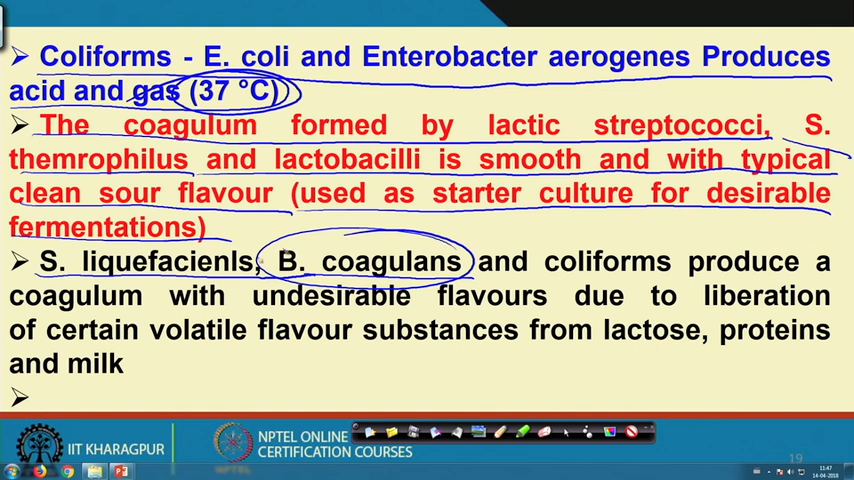 ➢ Coliforms - E. coli and Enterobacter aerogenes Produces
acid and gas (37 °C)
➢ The coagulum formed by lactic streptococci, S.
themrophilus and lactobacilli is smooth and with typical
clean sour flavour (used as starter culture for desirable
fermentations)
➢ S. liquefacienls, B. coagulans and coliforms produce a
coagulum with undesirable flavours due to liberation
of certain volatile flavour substances from lactose, proteins
and milk
➢
IIT KHARAGPUR
NPTEL ONLINE
CERTIFICATION COURSES
NPTEL
19
11:47
14-04-2018